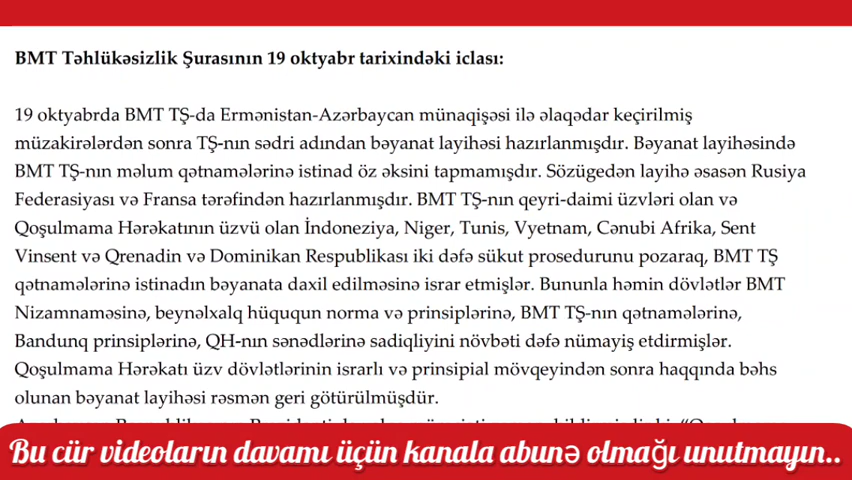 BMT Təhlükəsizlik Şurasının 19 oktyabr tarixindəki iclası:
19 oktyabrda BMT TŞ-da Ermənistan-Azərbaycan münaqişəsi ilə əlaqədar keçirilmiş
müzakirələrdən sonra TŞ-nın sədri adından bəyanat layihəsi hazırlanmışdır. Bəyanat layihəsində
BMT TŞ-nın məlum qətnamələrinə istinad öz əksini tapmamışdır. Sözügedən layihə əsasən Rusiya
Federasiyası və Fransa tərəfindən hazırlanmışdır. BMT TŞ-nın qeyri-daimi üzvləri olan və
Qoşulmama Hərəkatının üzvü olan İndoneziya, Niger, Tunis, Vyetnam, Cənubi Afrika, Sent
Vinsent və Qrenadin və Dominikan Respublikası iki dəfə sükut prosedurunu pozaraq, BMT TŞ
qətnamələrinə istinadın bəyanata daxil edilməsinə israr etmişlər. Bununla həmin dövlətlər BMT
Nizamnaməsinə, beynəlxalq hüququn norma və prinsiplərinə, BMT TŞ-nın qətnamələrinə,
Bandunq prinsiplərinə, QH-nın sənədlərinə sadiqliyini növbəti dəfə nümayiş etdirmişlər.
Qoşulmama Hərəkatı üzv dövlətlərinin israrlı və prinsipial mövqeyindən sonra haqqında bəhs
olunan bəyanat layihəsi rəsmən geri götürülmüşdür.
Bu cür videoların davamı üçün kanala abunə olmağı unutmayın..